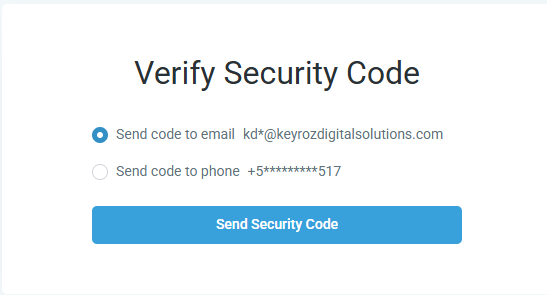 Verify Security Code
Send code to email kd*@keyrozdigitalsolutions.com
Send code to phone +5*********517
Send Security Code